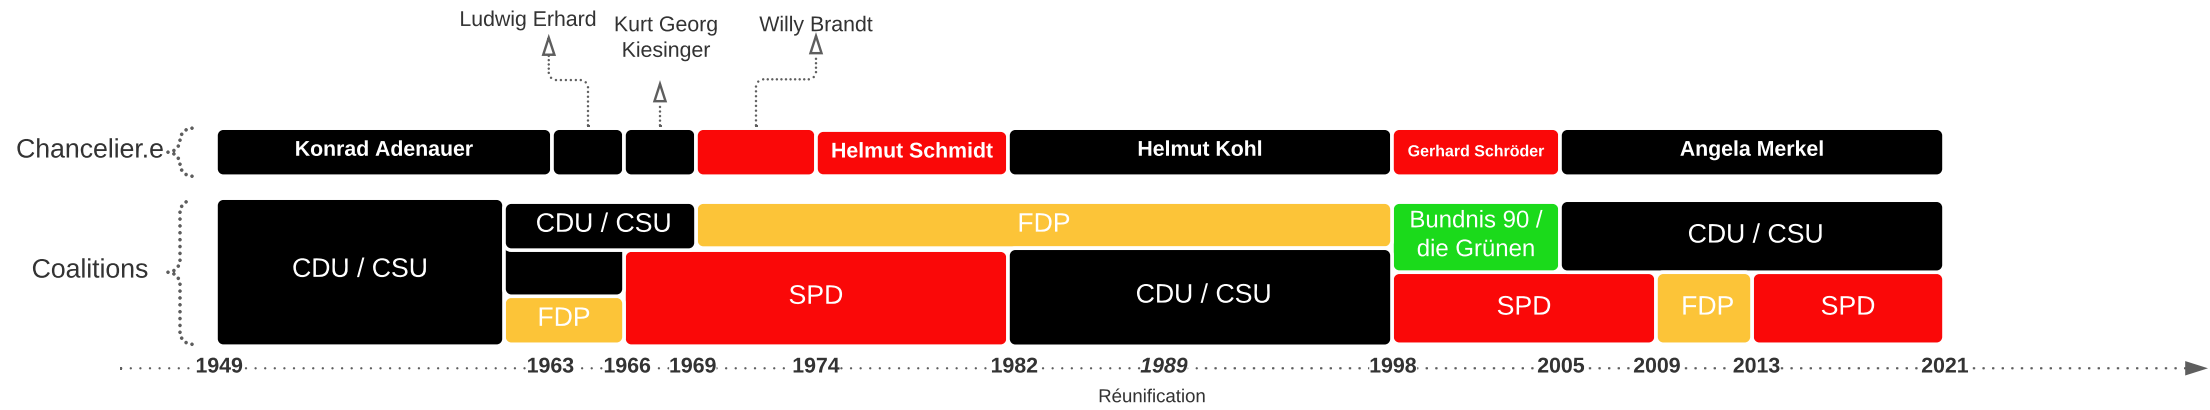 Ludwig Erhard
Kurt Georg
Kiesinger
Willy Brandt
Chancelier.e
Konrad Adenauer
Helmut Schmidt
Helmut Kohl
Gerhard Schröder
Angela Merkel
Coalitions
CDU / CSU
CDU / CSU
FDP
FDP
SPD
CDU / CSU
Bundnis 90 /
die Grünen
CDU / CSU
SPD
FDP
SPD
1949
1963
1966
1969
1974
1982
1989
1998
2005
2009
2013
2021
Réunification